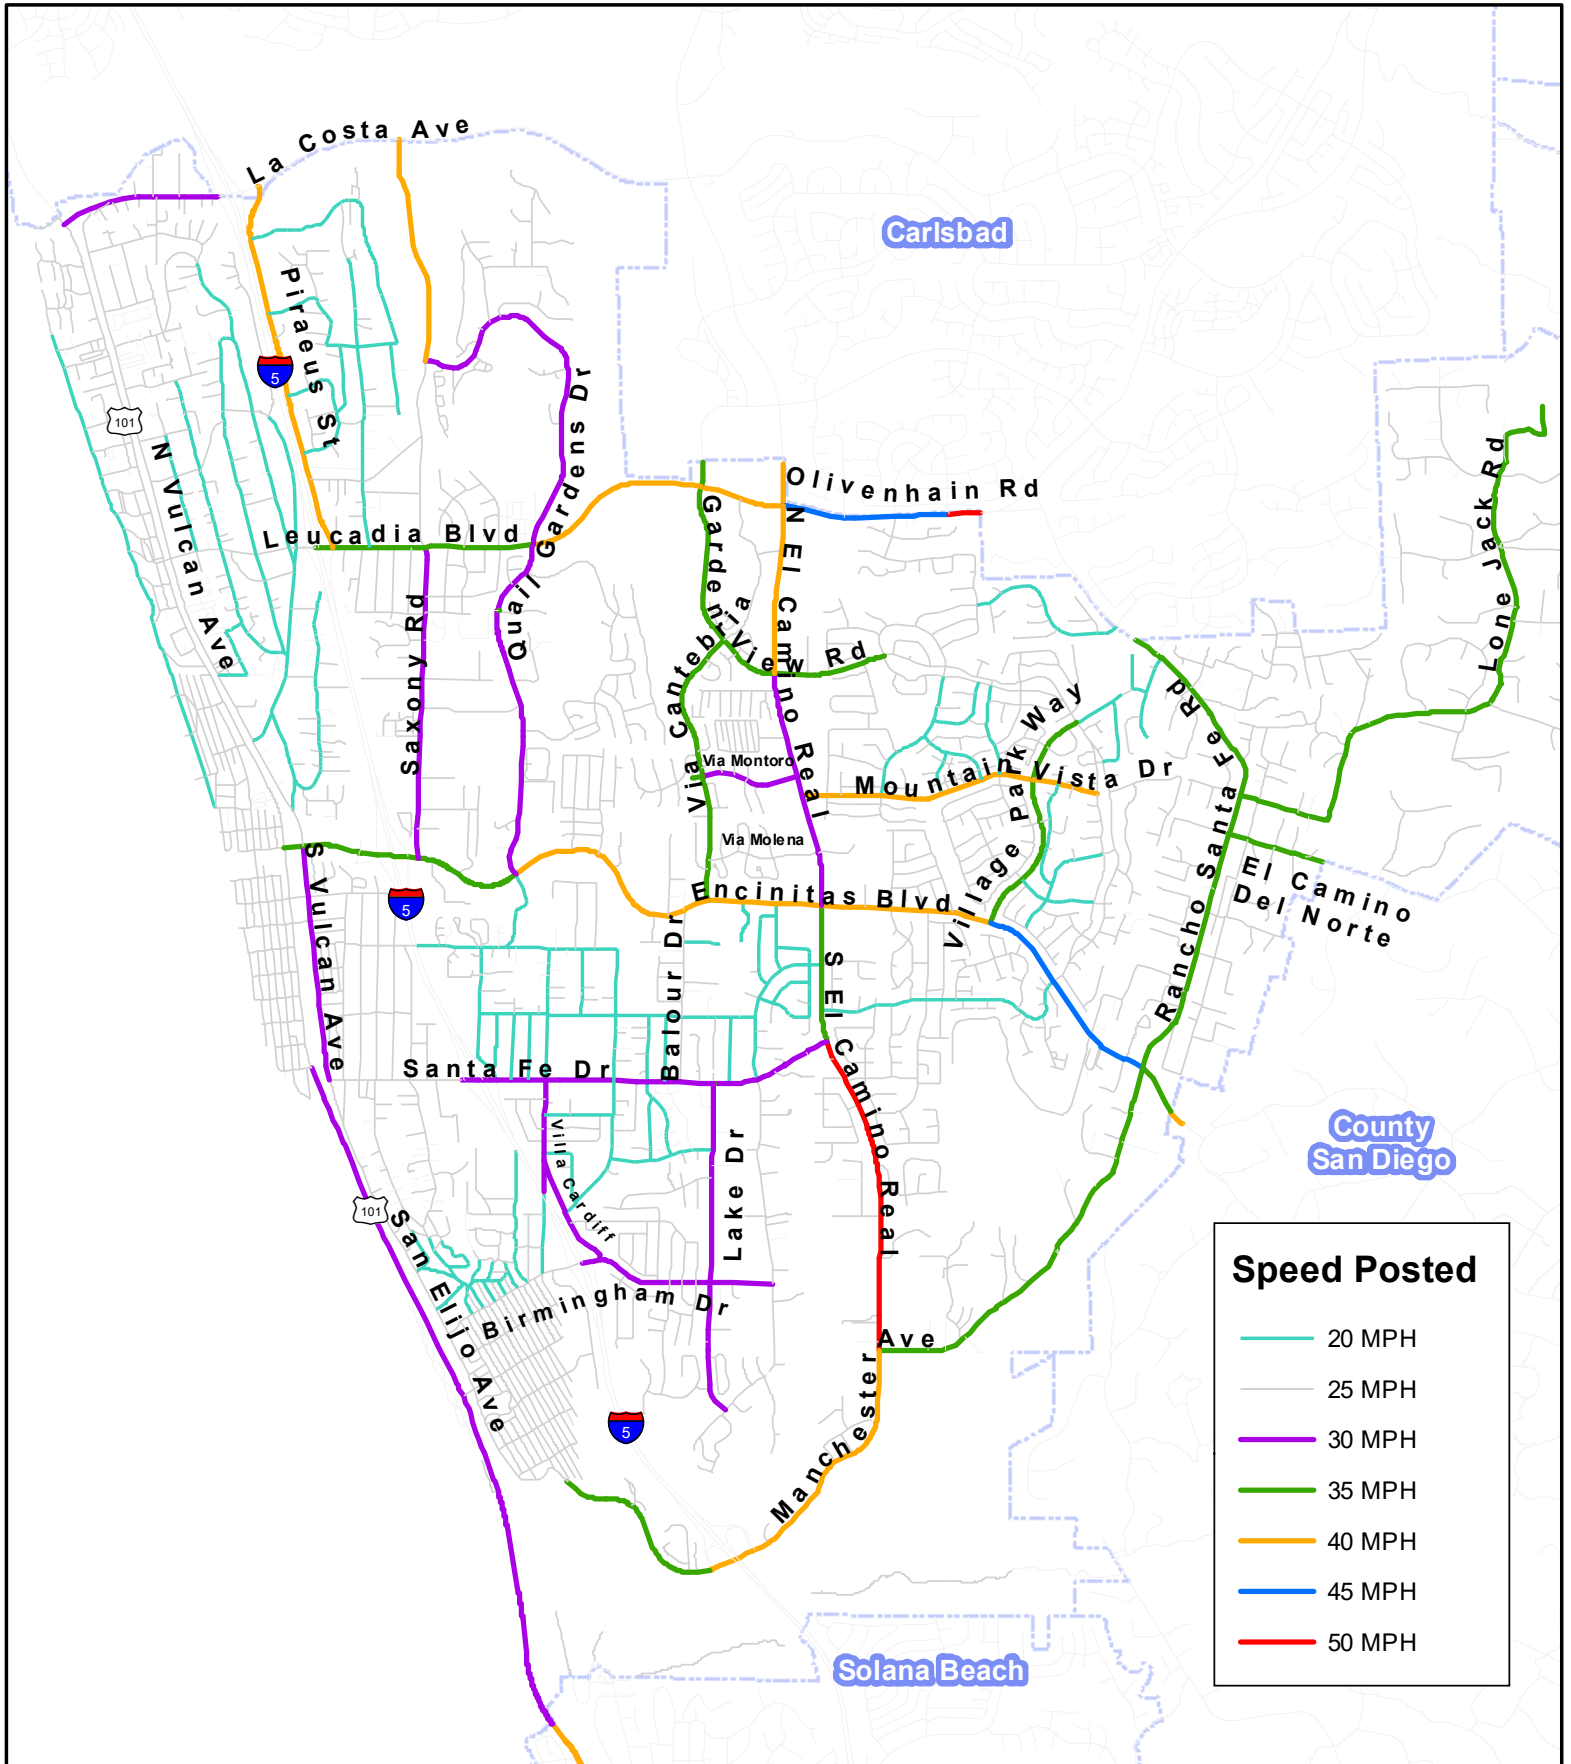 La Costa Ave
Carlsbad
Piraeus St
5
101
N Vulcan Ave
Quail Gardens Dr
Leucadia Blvd
Olivenhain Rd
Garden View Rd
N El Camino Real
Lone Jack Rd
Saxony Rd
Via Cantebria
Via Montoro
Mountain Vista Dr
Village Park Way
Rancho Santa Fe Rd
Via Molena
S Vulcan Ave
5
Encinitas Blvd
El Camino
Del Norte
Balour Dr
S El Camino Real
Santa Fe Dr
Villa Cardiff
Lake Dr
County
San Diego
101
San Elijo Ave
Birmingham Dr
Manchester Ave
5
Solana Beach
Speed Posted
20 MPH
25 MPH
30 MPH
35 MPH
40 MPH
45 MPH
50 MPH